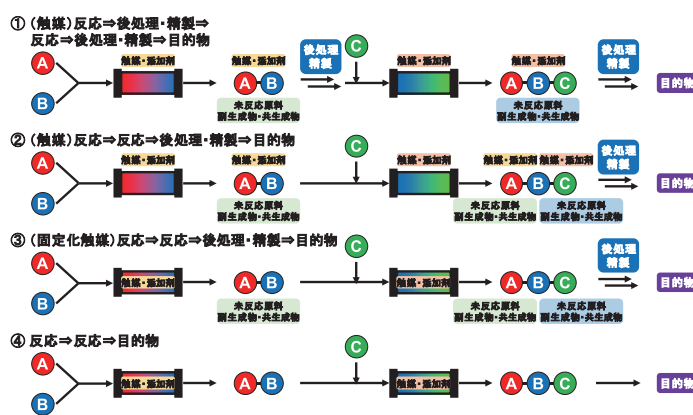 ① (触媒)反応⇒後処理・精製⇒
反応⇒後処理・精製⇒目的物
A
B
触媒・添加剤
触媒・添加剤
A B
未反応原料
副生成物・共生成物
後処理
精製
C
触媒・添加剤
触媒・添加剤
A B C
未反応原料
副生成物・共生成物
後処理
精製
目的物
② (触媒)反応⇒反応⇒後処理・精製⇒目的物
A
B
触媒・添加剤
触媒・添加剤
A B
未反応原料
副生成物・共生成物
C
触媒・添加剤
触媒・添加剤 触媒・添加剤
A B C
未反応原料 未反応原料
副生成物・共生成物 副生成物・共生成物
後処理
精製
目的物
③ (固定化触媒)反応⇒反応⇒後処理・精製⇒目的物
A
B
触媒・添加剤
A B
未反応原料
副生成物・共生成物
C
触媒・添加剤
A B C
未反応原料 未反応原料
副生成物・共生成物 副生成物・共生成物
後処理
精製
目的物
④ 反応⇒反応⇒目的物
A
B
触媒・添加剤
A B
C
触媒・添加剤
A B C
目的物